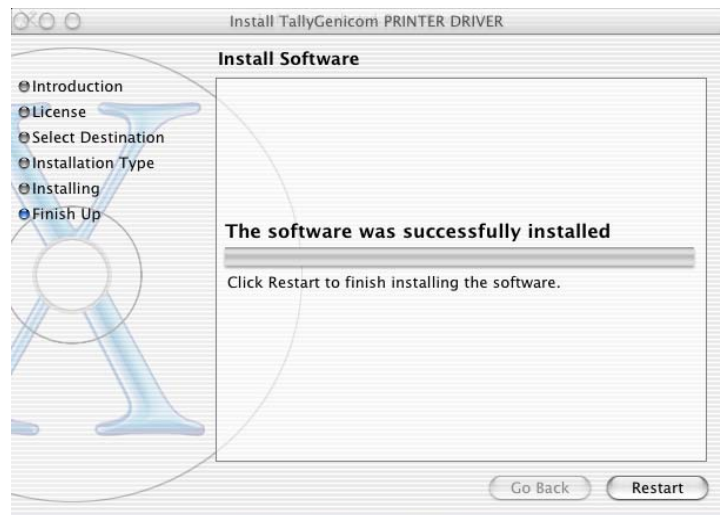 Install TallyGenicom PRINTER DRIVER
Install Software
Introduction
License
Select Destination
Installation Type
Installing
Finish Up
The software was successfully installed
Click Restart to finish installing the software.
Go Back
Restart